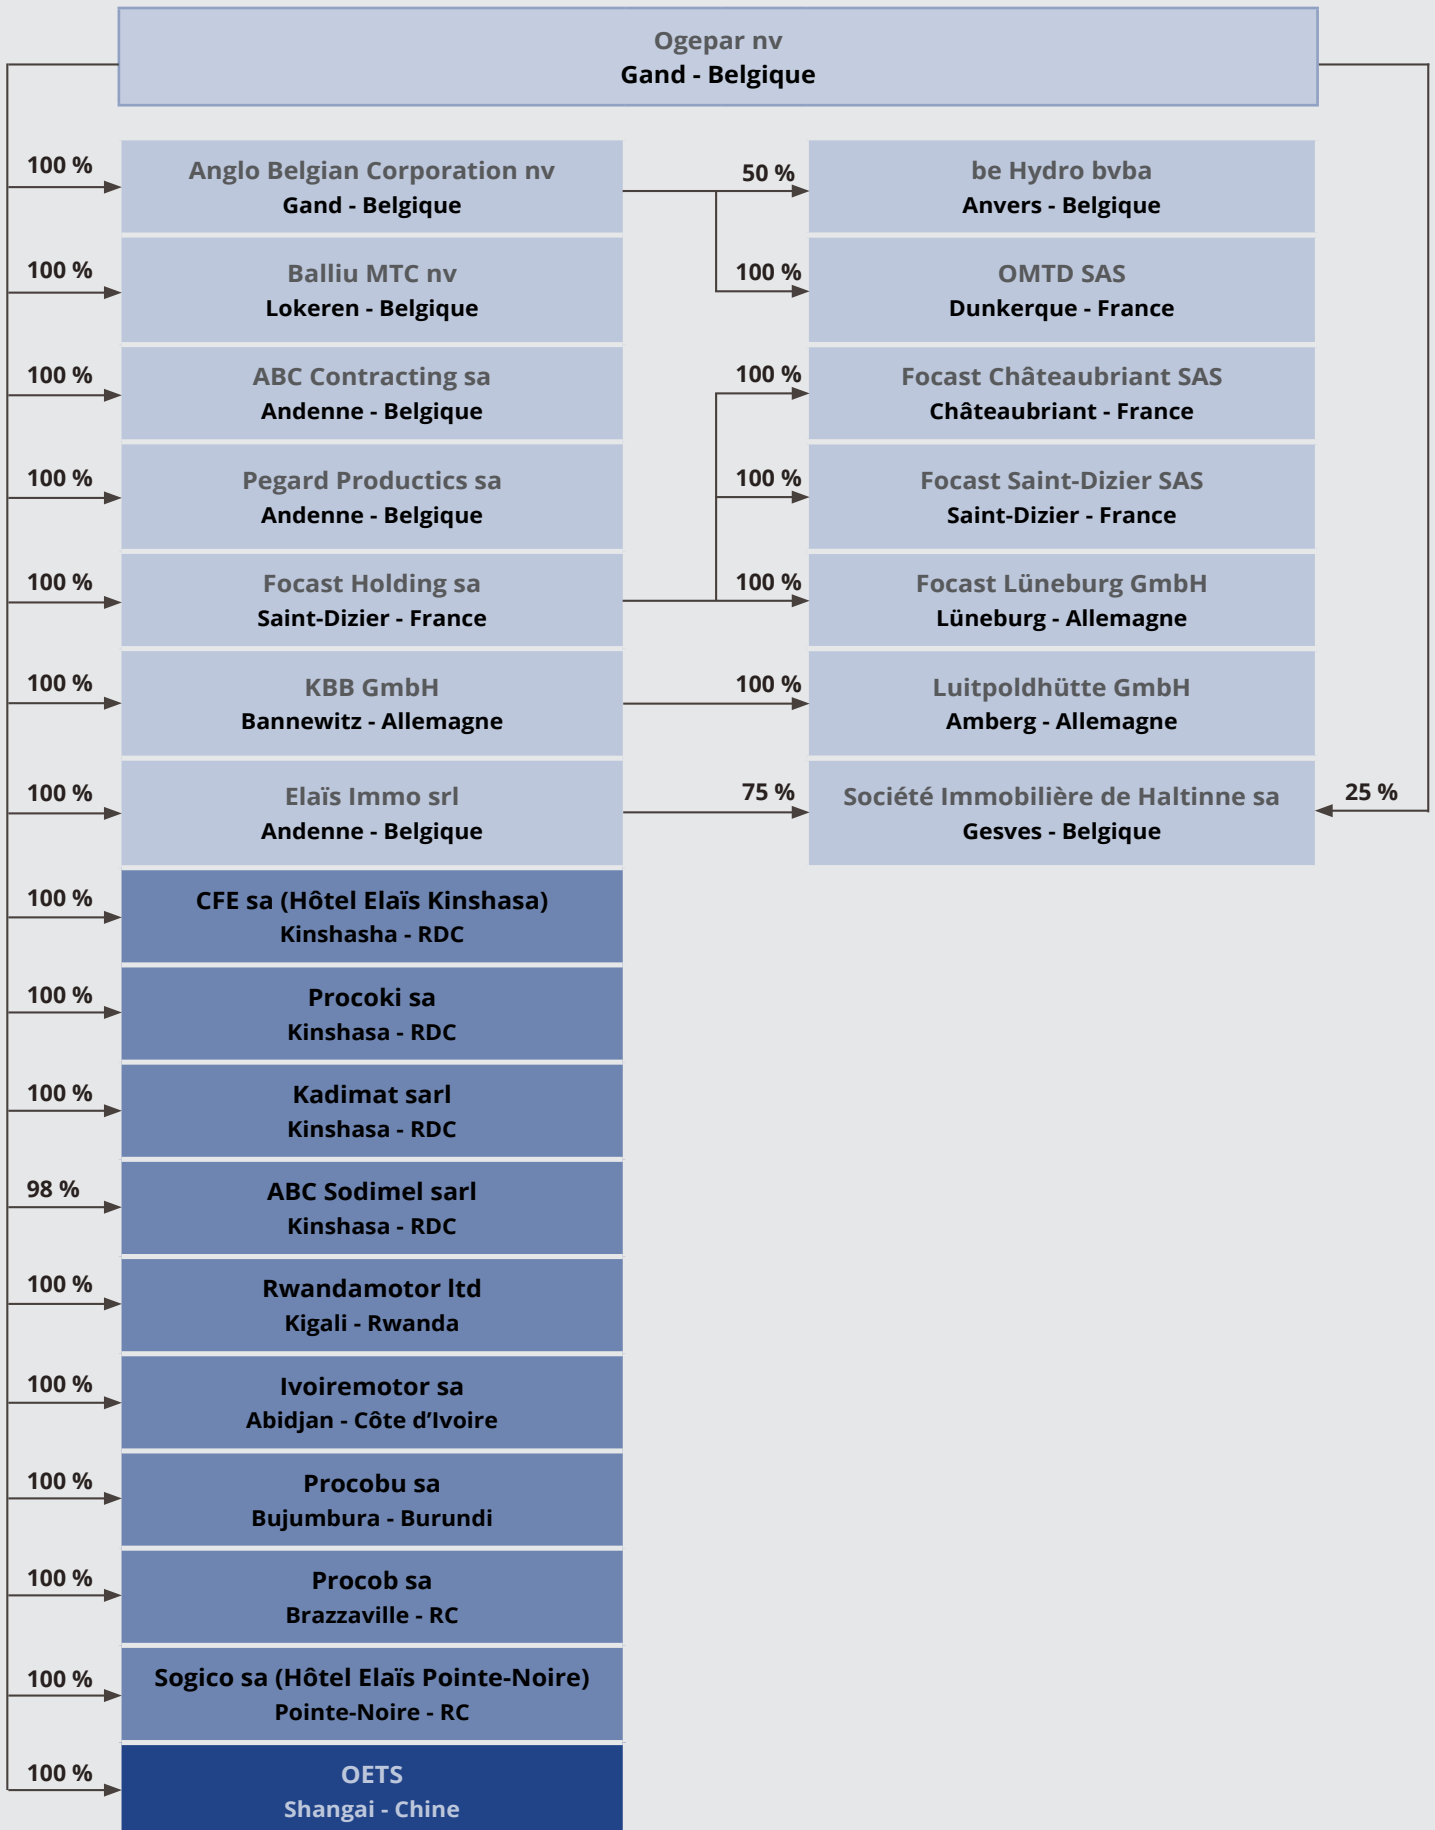 Ogepar nv
Gand - Belgique
100 %
Anglo Belgian Corporation nv
Gand - Belgique
50 %
be Hydro bvba
Anvers - Belgique
100 %
Balliu MTC nv
Lokeren - Belgique
100 %
OMTD SAS
Dunkerque - France
100 %
ABC Contracting sa
Andenne - Belgique
100 %
Focast Châteaubriant SAS
Châteaubriant - France
100 %
Pegard Productics sa
Andenne - Belgique
100 %
Focast Saint-Dizier SAS
Saint-Dizier - France
100 %
Focast Holding sa
Saint-Dizier - France
100 %
Focast Lüneburg GmbH
Lüneburg - Allemagne
100 %
KBB GmbH
Bannewitz - Allemagne
100 %
Luitpoldhütte GmbH
Amberg - Allemagne
100 %
Elaïs Immo srl
Andenne - Belgique
75 %
Société Immobilière de Haltinne sa
Gesves - Belgique
25 %
100 %
CFE sa (Hôtel Elaïs Kinshasa)
Kinshasha - RDC
100 %
Procoki sa
Kinshasa - RDC
100 %
Kadimat sarl
Kinshasa - RDC
98 %
ABC Sodimel sarl
Kinshasa - RDC
100 %
Rwandamotor ltd
Kigali - Rwanda
100 %
Ivoiremotor sa
Abidjan - Côte d’Ivoire
100 %
Procobu sa
Bujumbura - Burundi
100 %
Procob sa
Brazzaville - RC
100 %
Sogico sa (Hôtel Elaïs Pointe-Noire)
Pointe-Noire - RC
100 %
OETS
Shangai - Chine